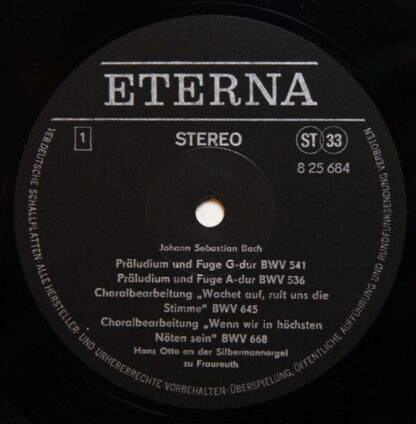 ETERNA
1
STEREO
ST 33
8 25 684
Johann Sebastian Bach
Präludium und Fuge G-dur BWV 541
Präludium und Fuge A-dur BWV 536
Choralbearbeitung „Wachet auf, ruft uns die
Stimme" BWV 645
Choralbearbeitung „Wenn wir in höchsten
Nöten sein" BWV 668
Hans Otto an der Silbermannorgel
zu Fraureuth
VEB DEUTSCHE SCHALLPLATTEN ALLE HERSTELLER- UND URHEBERRECHTE VORBEHALTEN · ÜBERSPIELUNG, ÖFFENTLICHE AUFFÜHRUNG UND RUNDFUNKSENDUNG VERBOTEN